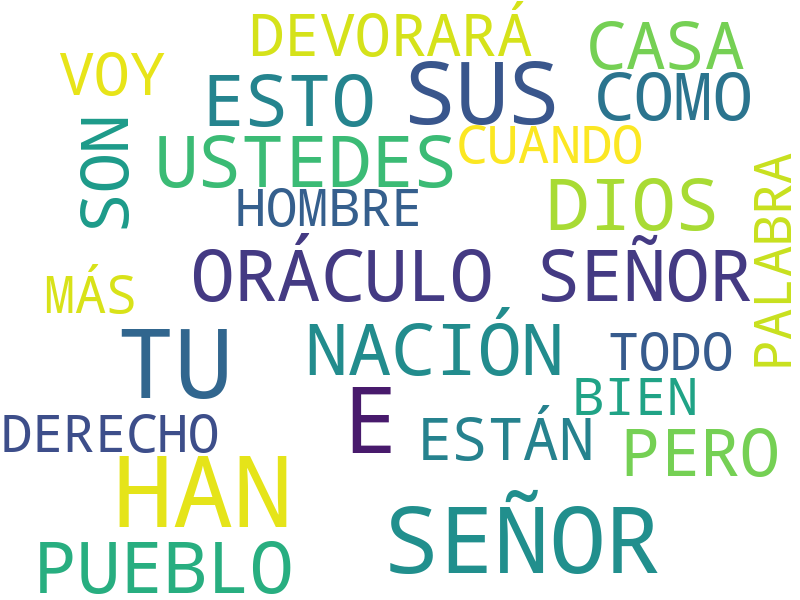 DEVORARÁ
VOY
CASA
ESTO
SUS
COMO
SON
USTEDES
CUANDO
HOMBRE
DIOS
PALABRA
ORÁCULO SEÑOR
MÁS
TU
NACIÓN
TODO
BIEN
DERECHO
E
ESTÁN
PERO
HAN
SEÑOR
PUEBLO